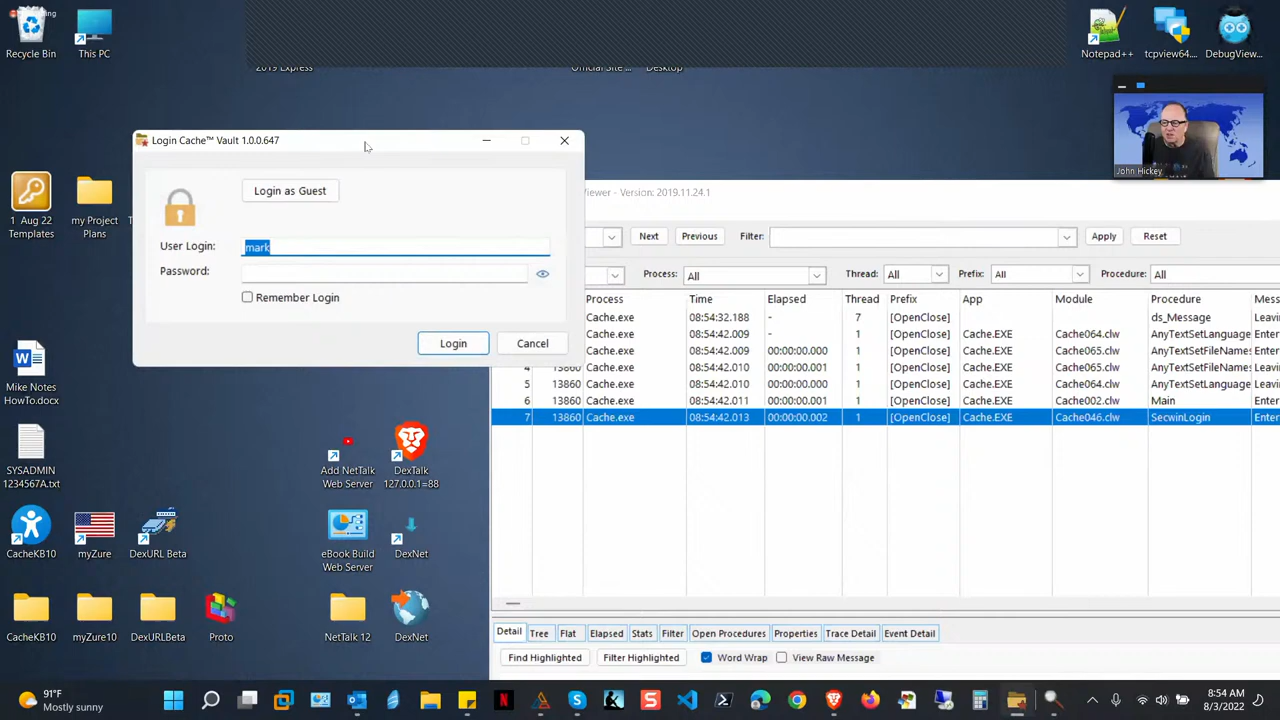 Recycle Bin
This PC
2019 Express
Desktop
Notepad++
tcpview64....
DebugView...
John Hickey
Login Cache™ Vault 1.0.0.647
Login as Guest
User Login: mark
Password:
Remember Login
Login Cancel
1 Aug 22
Templates
my Project
Plans
Viewer - Version: 2019.11.24.1
Next Previous Filter: Apply Reset
Process: All Thread: All Prefix: All Procedure: All
Process Time Elapsed Thread Prefix App Module Procedure Mess
Cache.exe 08:54:32.188 - 7 [OpenClose] ds_Message Leavi
Cache.exe 08:54:42.009 - 1 [OpenClose] Cache.EXE Cache064.clw AnyTextSetLanguage Leavi
Cache.exe 08:54:42.009 00:00:00.000 1 [OpenClose] Cache.EXE Cache065.clw AnyTextSetFileNames Leavi
4 13860 Cache.exe 08:54:42.010 00:00:00.001 1 [OpenClose] Cache.EXE Cache065.clw AnyTextSetFileNames Leavi
5 13860 Cache.exe 08:54:42.010 00:00:00.000 1 [OpenClose] Cache.EXE Cache064.clw AnyTextSetLanguage Leavi
6 13860 Cache.exe 08:54:42.011 00:00:00.001 1 [OpenClose] Cache.EXE Cache002.clw Main Enter
7 13860 Cache.exe 08:54:42.013 00:00:00.002 1 [OpenClose] Cache.EXE Cache046.clw SecwinLogin Enter
Mike Notes
HowTo.docx
SYSADMIN
1234567A.txt
Add NetTalk
Web Server
DexTalk
127.0.0.1=88
CacheKB10
myZure
DexURL Beta
eBook Build
Web Server
DexNet
CacheKB10
myZure10
DexURLBeta
Proto
NetTalk 12
DexNet
Detail Tree Flat Elapsed Stats Filter Open Procedures Properties Trace Detail Event Detail
Find Highlighted Filter Highlighted Word Wrap View Raw Message
91°F
Mostly sunny
8:54 AM
8/3/2022